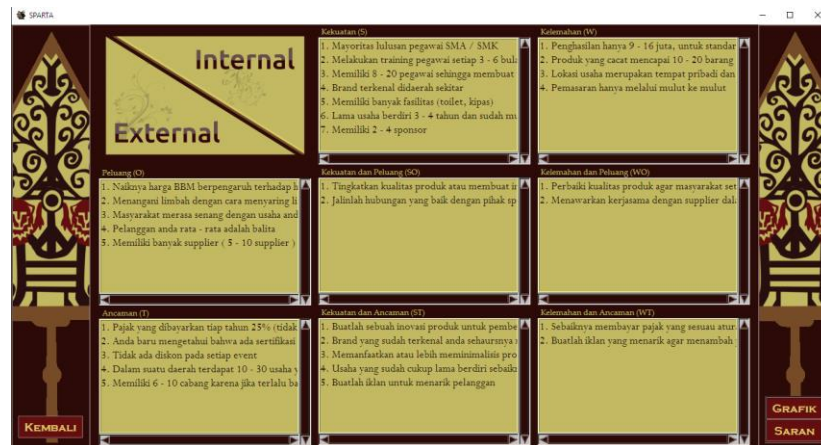 SPARTA
Internal
External
Kekuatan (S)
1. Mayoritas lulusan pegawai SMA / SMK
2. Melakukan training pegawai setiap 3 - 6 bula
3. Memiliki 8 - 20 pegawai sehingga membuat
4. Brand terkenal didaerah sekitar
5. Memiliki banyak fasilitas (toilet, kipas)
6. Lama usaha berdiri 3 - 4 tahun dan sudah mu
7. Memiliki 2 - 4 sponsor
Kelemahan (W)
1. Penghasilan hanya 9 - 16 juta, untuk standar
2. Produk yang cacat mencapai 10 - 20 barang
3. Lokasi usaha merupakan tempat pribadi dan
4. Pemasaran hanya melalui mulut ke mulut
Peluang (O)
1. Naiknya harga BBM berpengaruh terhadap h
2. Menangani limbah dengan cara menyaring li
3. Masyarakat merasa senang dengan usaha and
4. Pelanggan anda rata - rata adalah balita
5. Memiliki banyak supplier ( 5 - 10 supplier )
Kekuatan dan Peluang (SO)
1. Tingkatkan kualitas produk atau membuat in
2. Jalinlah hubungan yang baik dengan pihak sp
Kelemahan dan Peluang (WO)
1. Perbaiki kualitas produk agar masyarakat set
2. Menawarkan kerjasama dengan supplier dal
Ancaman (T)
1. Pajak yang dibayarkan tiap tahun 25% (tidak
2. Anda baru mengetahui bahwa ada sertifikasi
3. Tidak ada diskon pada setiap event
4. Dalam suatu daerah terdapat 10 - 30 usaha y
5. Memiliki 6 - 10 cabang karena jika terlalu ba
Kekuatan dan Ancaman (ST)
1. Buatlah sebuah inovasi produk untuk pembe
2. Brand yang sudah terkenal anda sehaursnya
3. Memanfaatkan atau lebih meminimalisis pro
4. Usaha yang sudah cukup lama berdiri sebaik
5. Buatlah iklan untuk menarik pelanggan
Kelemahan dan Ancaman (WT)
1. Sebaiknya membayar pajak yang sesuau atur
2. Buatlah iklan yang menarik agar menambah
KEMBALI
GRAFIK
SARAN